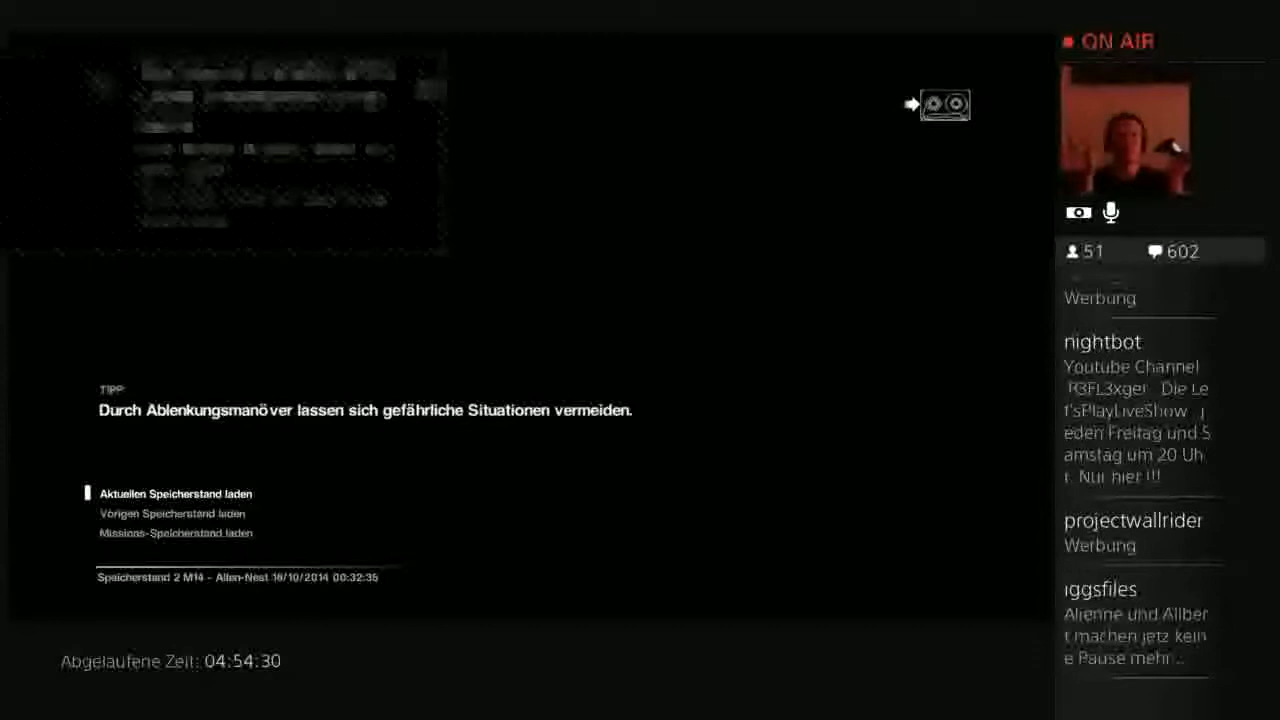 ON AIR
51 602
Werbung
nightbot
Youtube Channel
R3FL3xger Die Le
t'sPlayLiveShow j
eden Freitag und S
amstag um 20 Uh
r. Nur hier !!!
projectwallrider
Werbung
iggsfiles
Alienne und Allber
t machen jetz kein
e Pause mehr ...
TIPP:
Durch Ablenkungsmanöver lassen sich gefährliche Situationen vermeiden.
Aktuellen Speicherstand laden
Vorigen Speicherstand laden
Missions-Speicherstand laden
Speicherstand 2 M14 - Alien-Nest 16/10/2014 00:32:35
Abgelaufene Zeit: 04:54:30